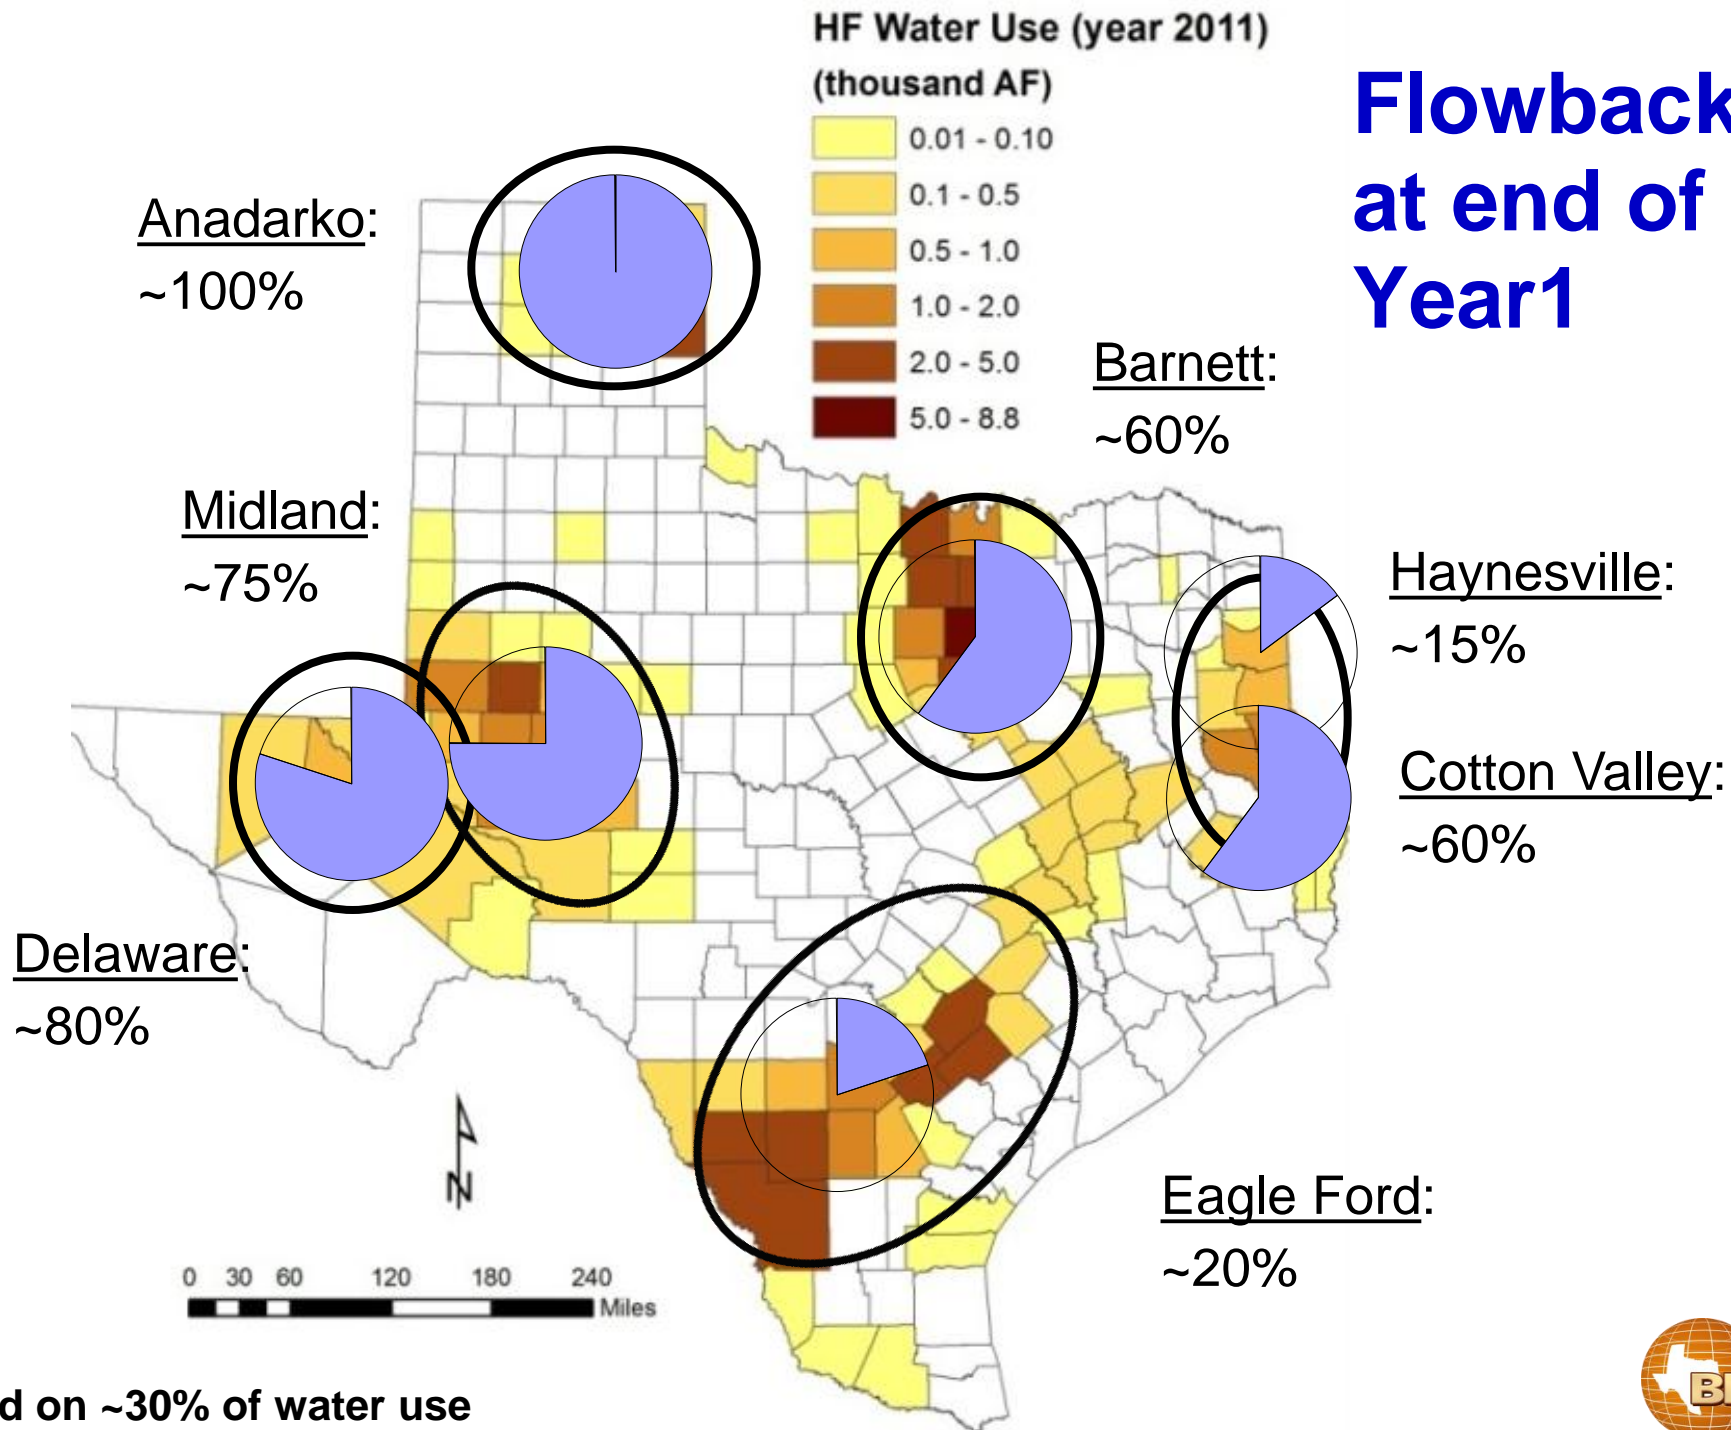 HF Water Use (year 2011)
(thousand AF)
0.01 - 0.10
0.1 - 0.5
0.5 - 1.0
1.0 - 2.0
2.0 - 5.0
5.0 - 8.8
Flowback
at end of
Year1
Anadarko:
~100%
Barnett:
~60%
Midland:
~75%
Haynesville:
~15%
Cotton Valley:
~60%
Delaware:
~80%
Eagle Ford:
~20%
N
0 30 60 120 180 240
Miles
on ~30% of water use